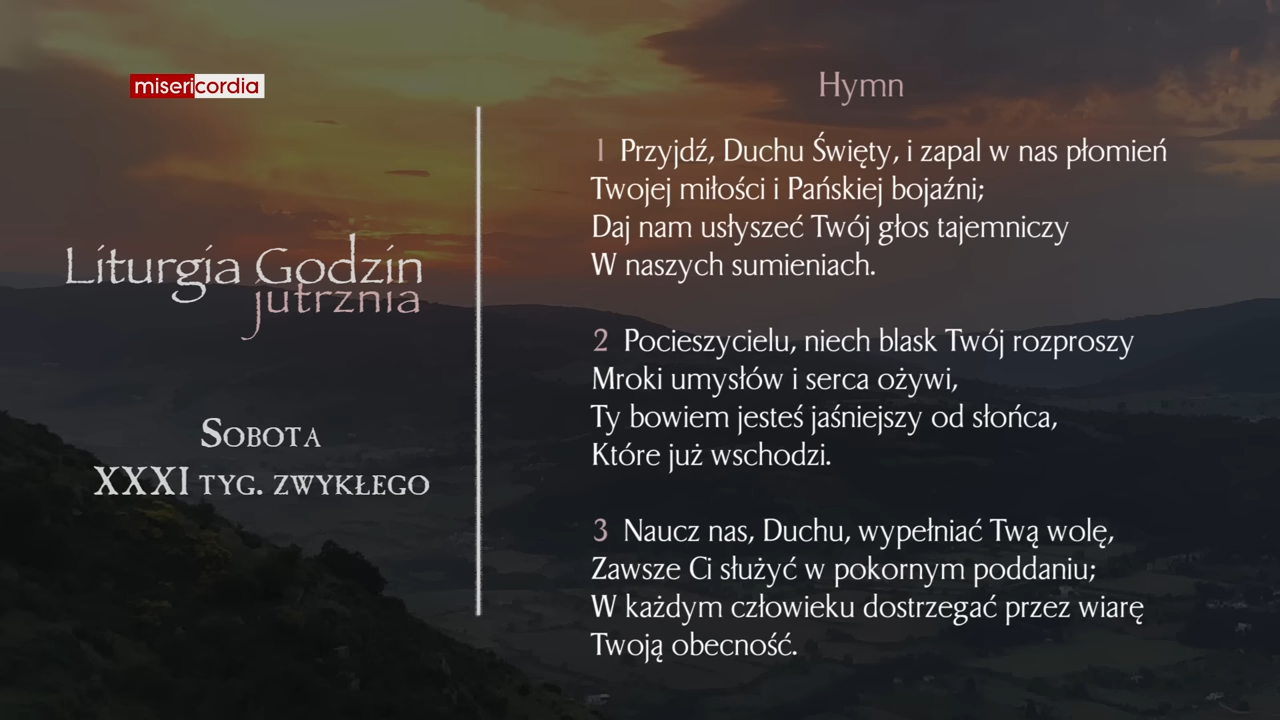 misericordia
Liturgia Godzin
jutrznia
Sobota
XXXI tyg. zwykłego
Hymn
1 Przyjdź, Duchu Święty, i zapal w nas płomień
Twojej miłości i Pańskiej bojaźni;
Daj nam usłyszeć Twój głos tajemniczy
W naszych sumieniach.
2 Pocieszycielu, niech blask Twój rozproszy
Mroki umysłów i serca ożywi,
Ty bowiem jesteś jaśniejszy od słońca,
Które już wschodzi.
3 Naucz nas, Duchu, wypełniać Twą wolę,
Zawsze Ci służyć w pokornym poddaniu;
W każdym człowieku dostrzegać przez wiarę
Twoją obecność.